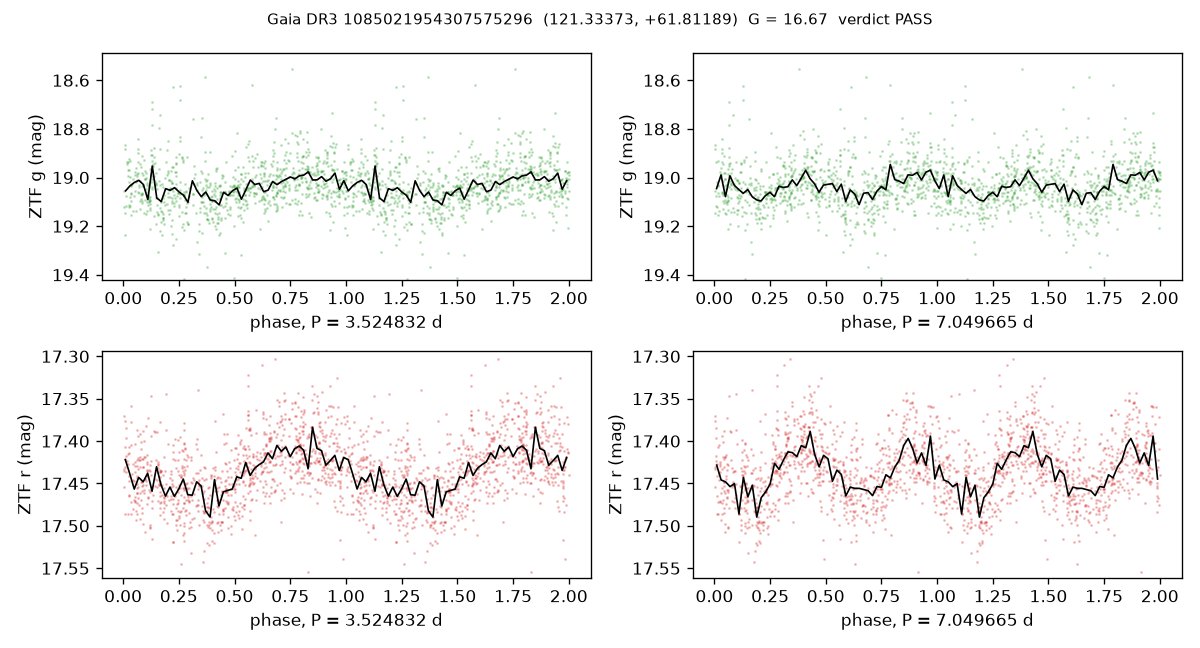 Gaia DR3 1085021954307575296  (121.33373, +61.81189)  G = 16.67  verdict PASS
ZTF g (mag)
18.6
18.8
19.0
19.2
19.4
0.00 0.25 0.50 0.75 1.00 1.25 1.50 1.75 2.00
phase, P = 3.524832 d
ZTF g (mag)
18.6
18.8
19.0
19.2
19.4
0.00 0.25 0.50 0.75 1.00 1.25 1.50 1.75 2.00
phase, P = 7.049665 d
ZTF r (mag)
17.30
17.35
17.40
17.45
17.50
17.55
0.00 0.25 0.50 0.75 1.00 1.25 1.50 1.75 2.00
phase, P = 3.524832 d
ZTF r (mag)
17.30
17.35
17.40
17.45
17.50
17.55
0.00 0.25 0.50 0.75 1.00 1.25 1.50 1.75 2.00
phase, P = 7.049665 d